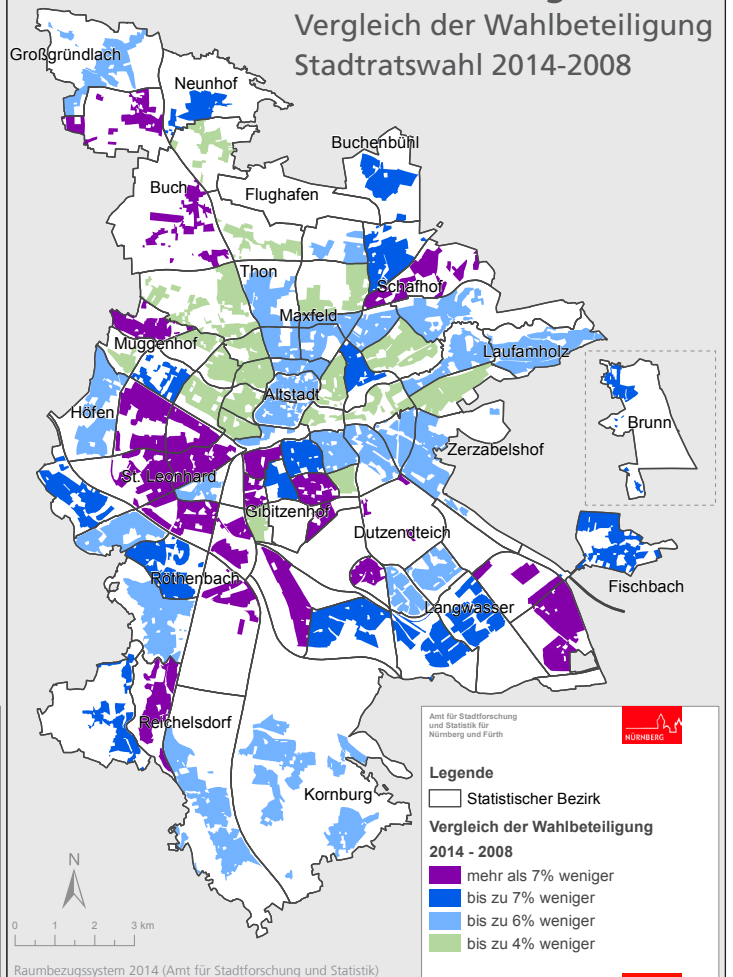 Vergleich der Wahlbeteiligung
Stadtratswahl 2014-2008
Großgründlach
Neunhof
Buchenbühl
Buch
Flughafen
Thon
Schafhof
Maxfeld
Muggenhof
Laufamholz
Altstadt
Höfen
Brunn
Zerzabelshof
St. Leonhard
Gibitzenhof
Dutzendteich
Röthenbach
Fischbach
Langwasser
Reichelsdorf
Kornburg
Amt für Stadtforschung
und Statistik für
Nürnberg und Fürth
NÜRNBERG
Legende
Statistischer Bezirk
Vergleich der Wahlbeteiligung
2014 - 2008
mehr als 7% weniger
bis zu 7% weniger
bis zu 6% weniger
bis zu 4% weniger
N
0 1 2 3 km
Raumbezugssystem 2014 (Amt für Stadtforschung und Statistik)